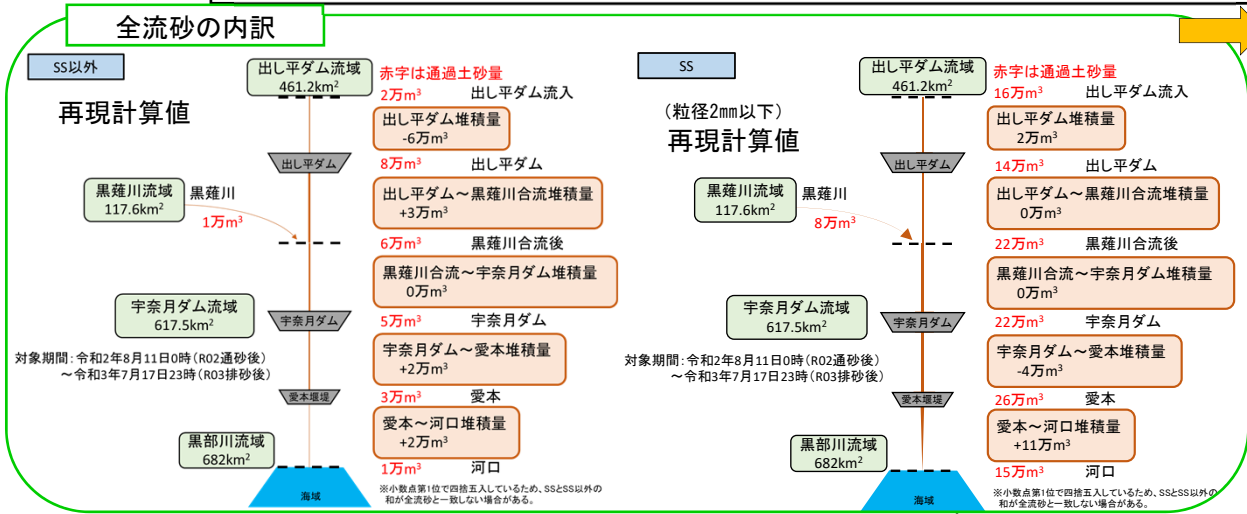 全流砂の内訳
SS以外
再現計算値
出し平ダム流域
461.2km²
赤字は通過土砂量
2万m³ 出し平ダム流入
出し平ダム堆積量
-6万m³
出し平ダム
8万m³ 出し平ダム
黒薙川流域
117.6km²
黒薙川
1万m³
出し平ダム～黒薙川合流堆積量
+3万m³
6万m³ 黒薙川合流後
黒薙川合流～宇奈月ダム堆積量
0万m³
宇奈月ダム流域
617.5km²
宇奈月ダム
5万m³ 宇奈月ダム
対象期間：令和2年8月11日0時（R02通砂後）
～令和3年7月17日23時（R03排砂後）
宇奈月ダム～愛本堆積量
+2万m³
愛本堰堤
3万m³ 愛本
愛本～河口堆積量
+2万m³
黒部川流域
682km²
1万m³ 河口
海域
※小数点第1位で四捨五入しているため、SSとSS以外の
和が全流砂と一致しない場合がある。
SS
（粒径2mm以下）
再現計算値
出し平ダム流域
461.2km²
赤字は通過土砂量
16万m³ 出し平ダム流入
出し平ダム堆積量
2万m³
出し平ダム
14万m³ 出し平ダム
黒薙川流域
117.6km²
黒薙川
8万m³
出し平ダム～黒薙川合流堆積量
0万m³
22万m³ 黒薙川合流後
黒薙川合流～宇奈月ダム堆積量
0万m³
宇奈月ダム流域
617.5km²
宇奈月ダム
22万m³ 宇奈月ダム
対象期間：令和2年8月11日0時（R02通砂後）
～令和3年7月17日23時（R03排砂後）
宇奈月ダム～愛本堆積量
-4万m³
愛本堰堤
26万m³ 愛本
愛本～河口堆積量
+11万m³
黒部川流域
682km²
15万m³ 河口
海域
※小数点第1位で四捨五入しているため、SSとSS以外の
和が全流砂と一致しない場合がある。